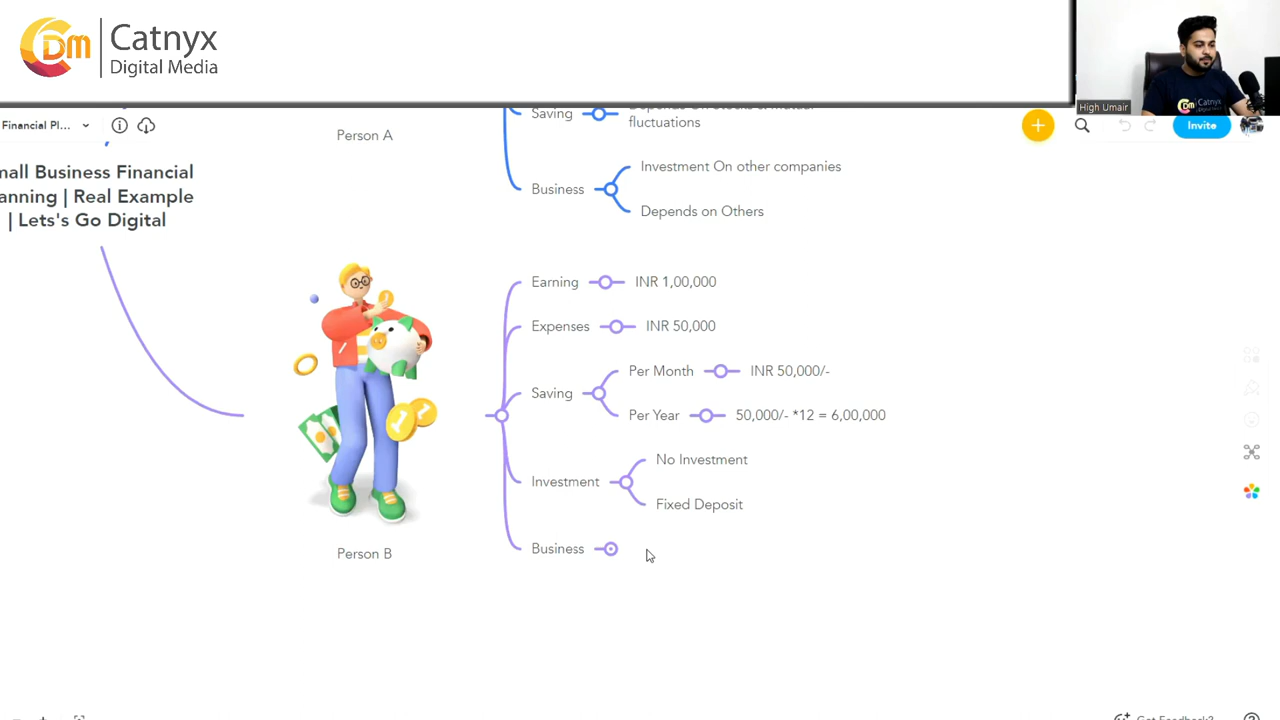 Catnyx
Digital Media
High Umair
Financial Pl...
Invite
Person A
Saving
fluctuations
Business
Investment On other companies
Depends on Others
mall Business Financial
anning | Real Example
| Lets's Go Digital
Earning
INR 1,00,000
Expenses
INR 50,000
Saving
Per Month
INR 50,000/-
Per Year
50,000/- *12 = 6,00,000
Investment
No Investment
Fixed Deposit
Business
Person B